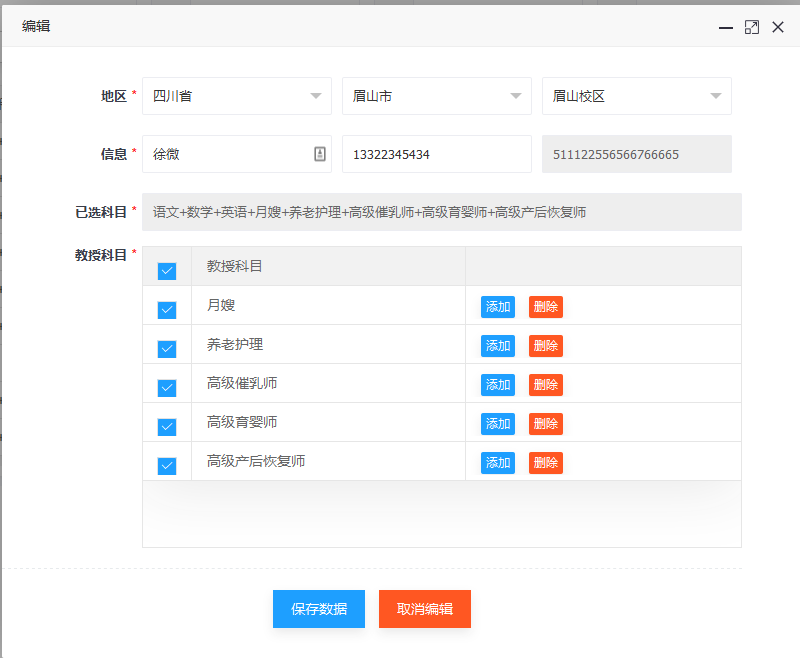 编辑
地区 * 四川省 眉山市 眉山校区
信息 * 徐微 13322345434 511122556566766665
已选科目 * 语文+数学+英语+月嫂+养老护理+高级催乳师+高级育婴师+高级产后恢复师
教授科目 * 教授科目
月嫂 添加 删除
养老护理 添加 删除
高级催乳师 添加 删除
高级育婴师 添加 删除
高级产后恢复师 添加 删除
保存数据 取消编辑